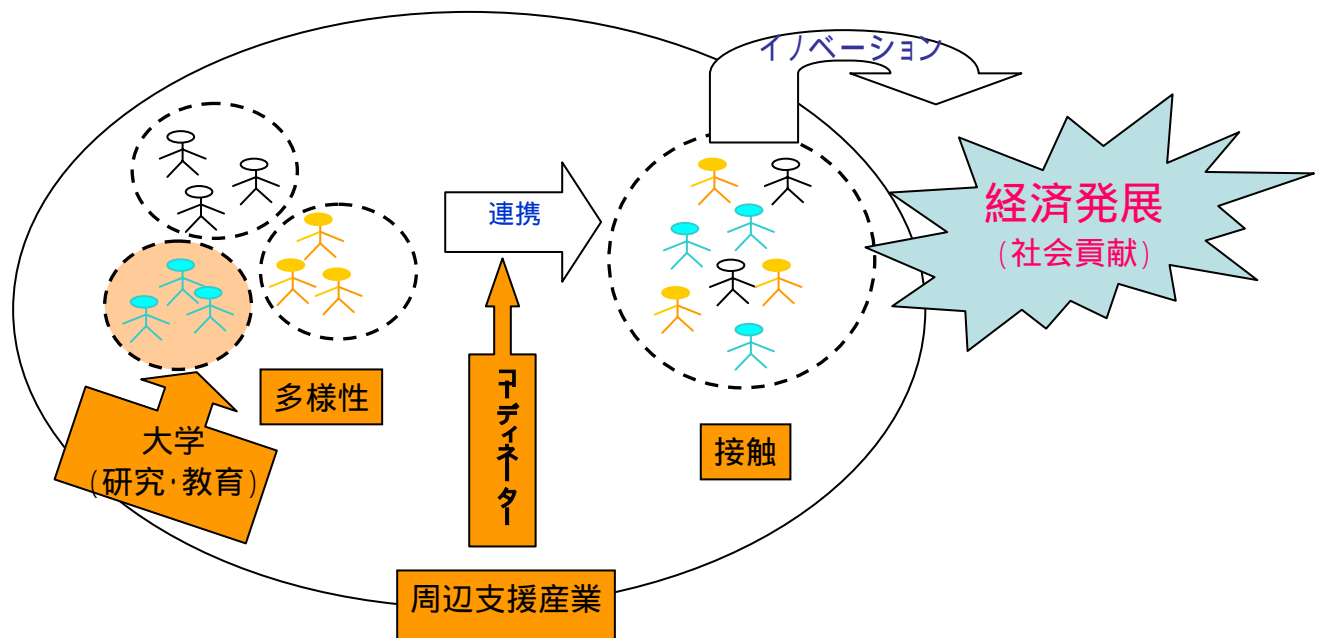 イノベーション
経済発展
(社会貢献)
連携
多様性
大学
(研究・教育)
コーディネーター
接触
周辺支援産業